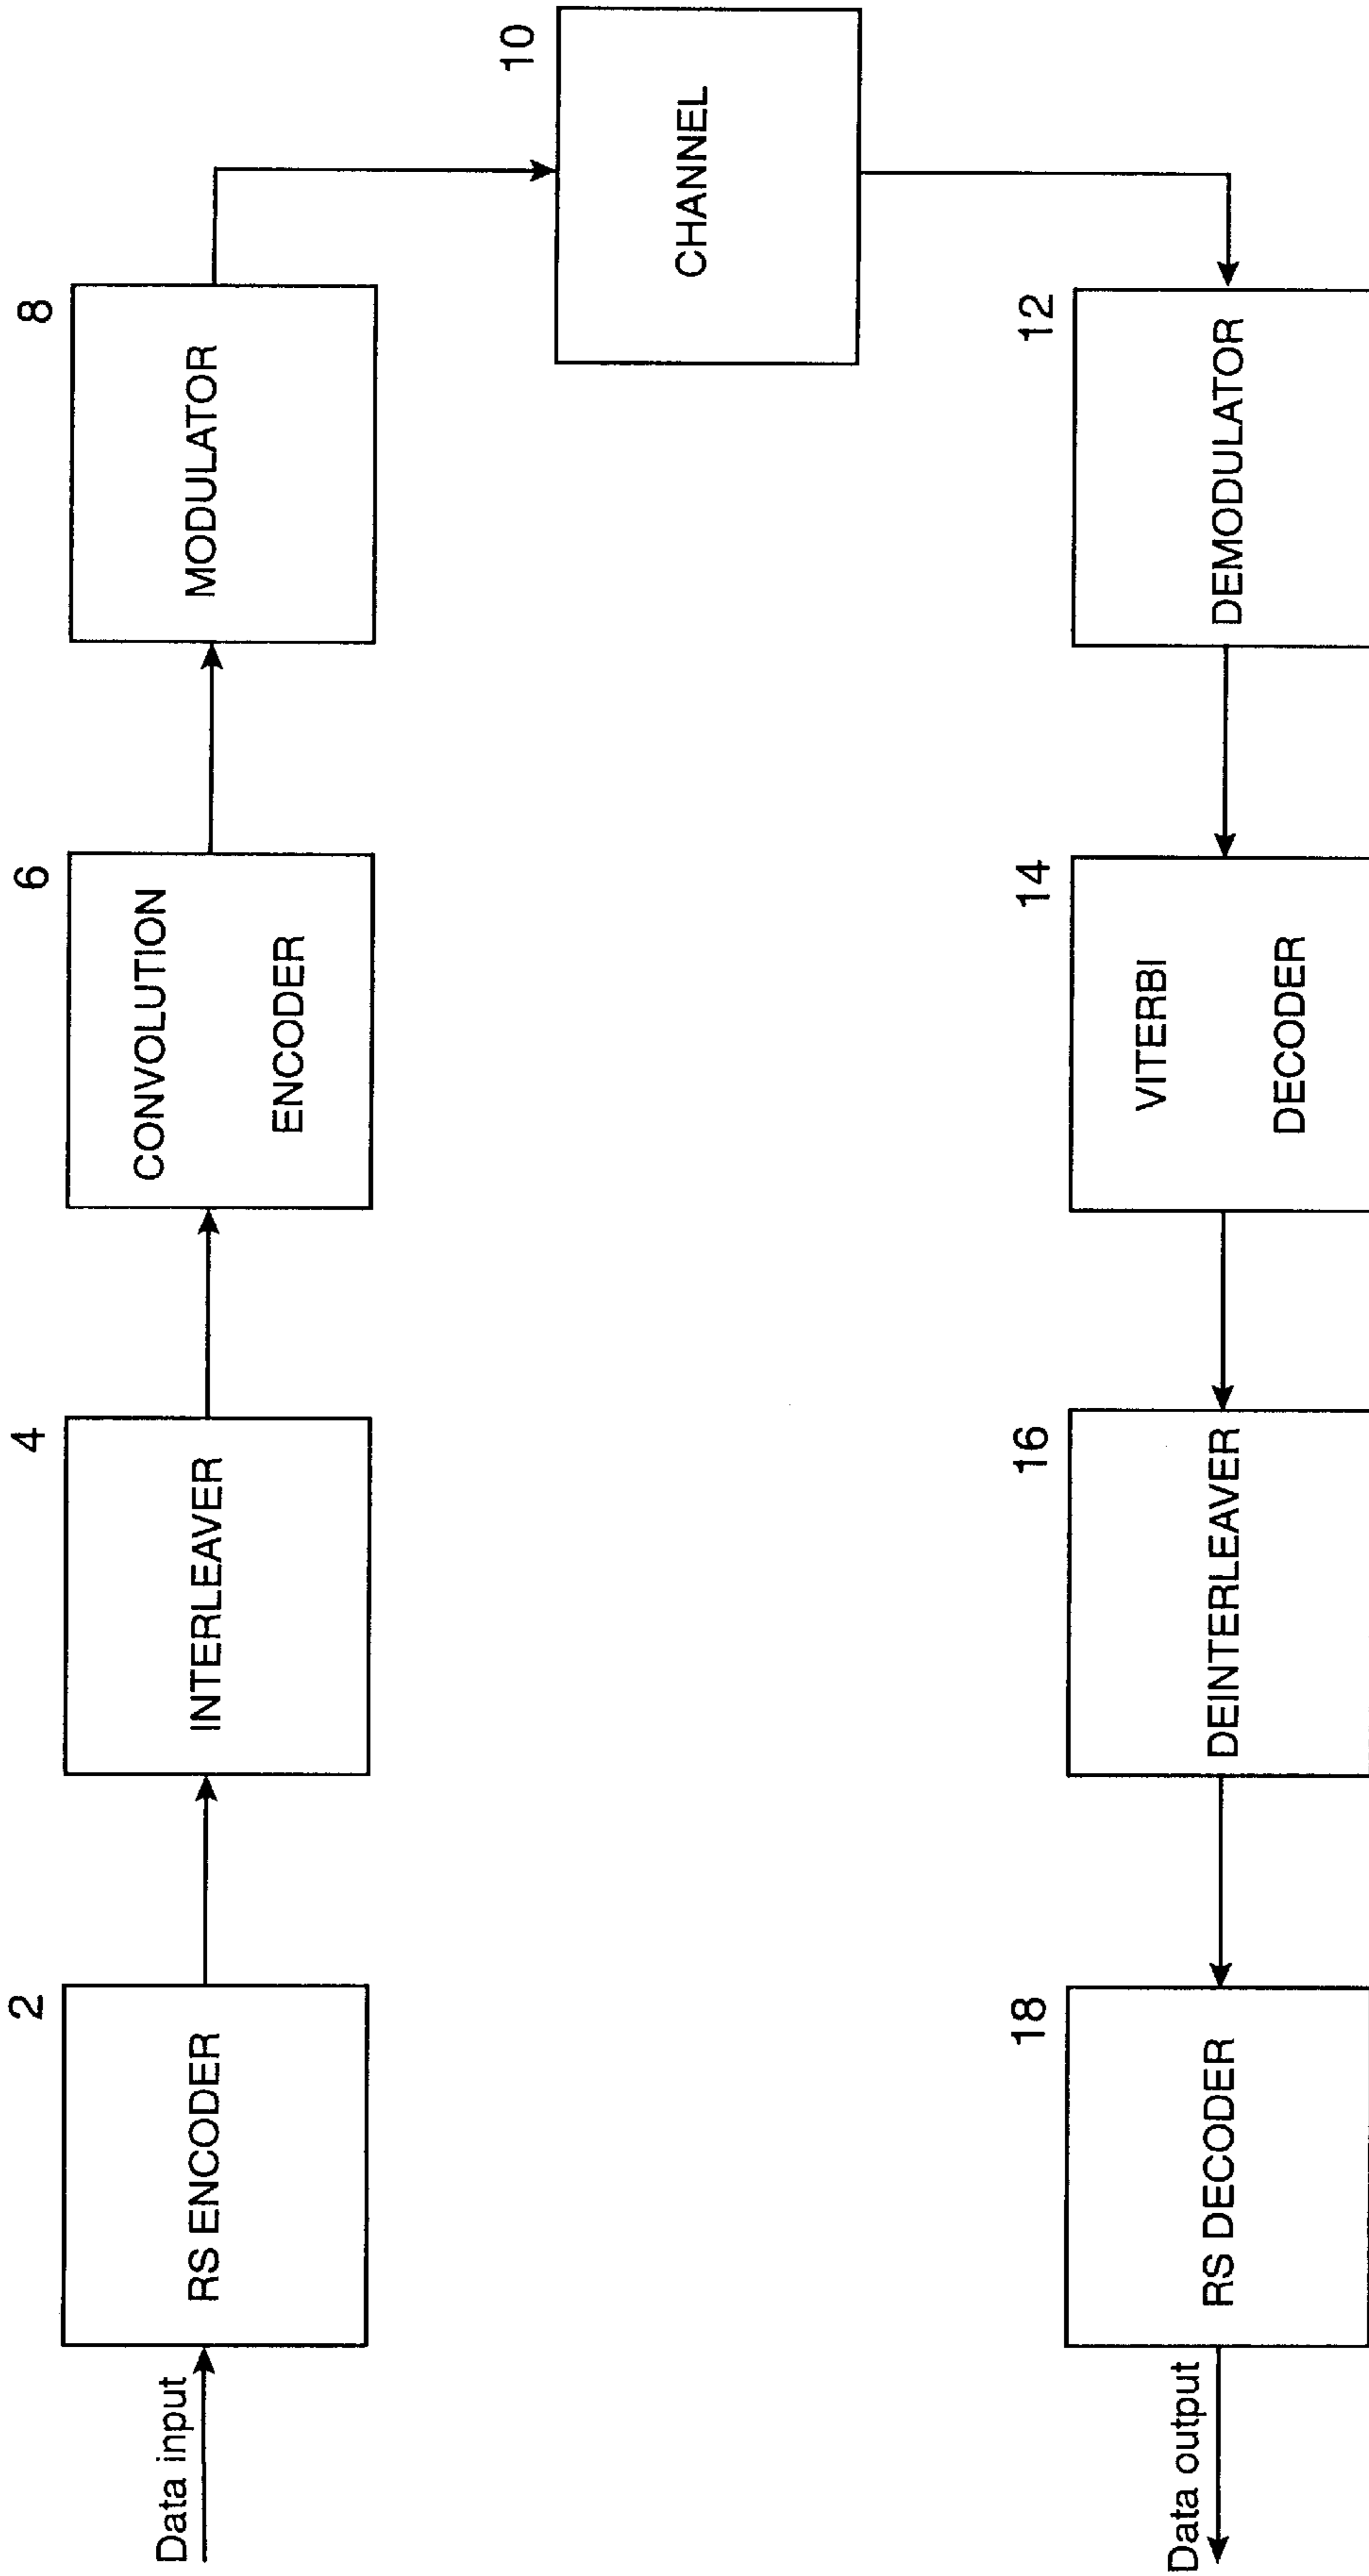 Data input
2
RS ENCODER
4
INTERLEAVER
6
CONVOLUTION
ENCODER
8
MODULATOR
10
CHANNEL
12
DEMODULATOR
14
VITERBI
DECODER
16
DEINTERLEAVER
18
RS DECODER
Data output